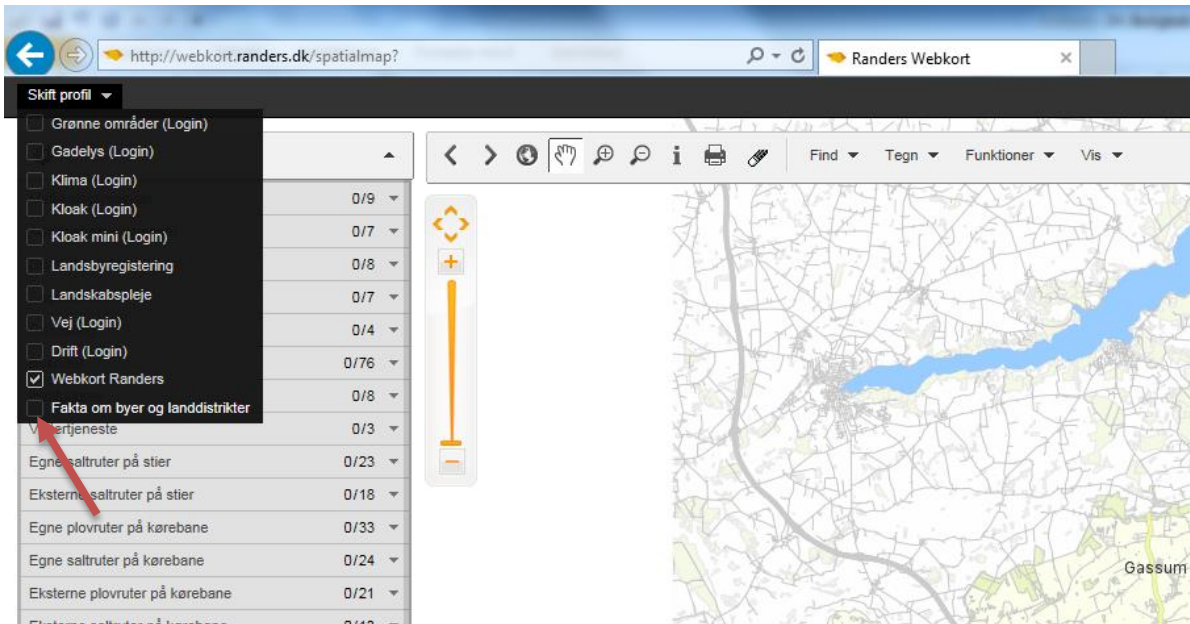 http://webkort.randers.dk/spatialmap?
Randers Webkort
Skift profil
Grønne områder (Login)
Gadelys (Login)
Klima (Login)
Kloak (Login)
Kloak mini (Login)
Landsbyregistering
Landskabspleje
Vej (Login)
Drift (Login)
Webkort Randers
Fakta om byer og landdistrikter
Find Tegn Funktioner Vis
0/9
0/7
0/8
0/7
0/4
0/76
0/8
0/3
Egne saltruter på stier 0/23
Eksterne saltruter på stier 0/18
Egne plovruter på kørebane 0/33
Egne saltruter på kørebane 0/24
Eksterne plovruter på kørebane 0/21
Gassum